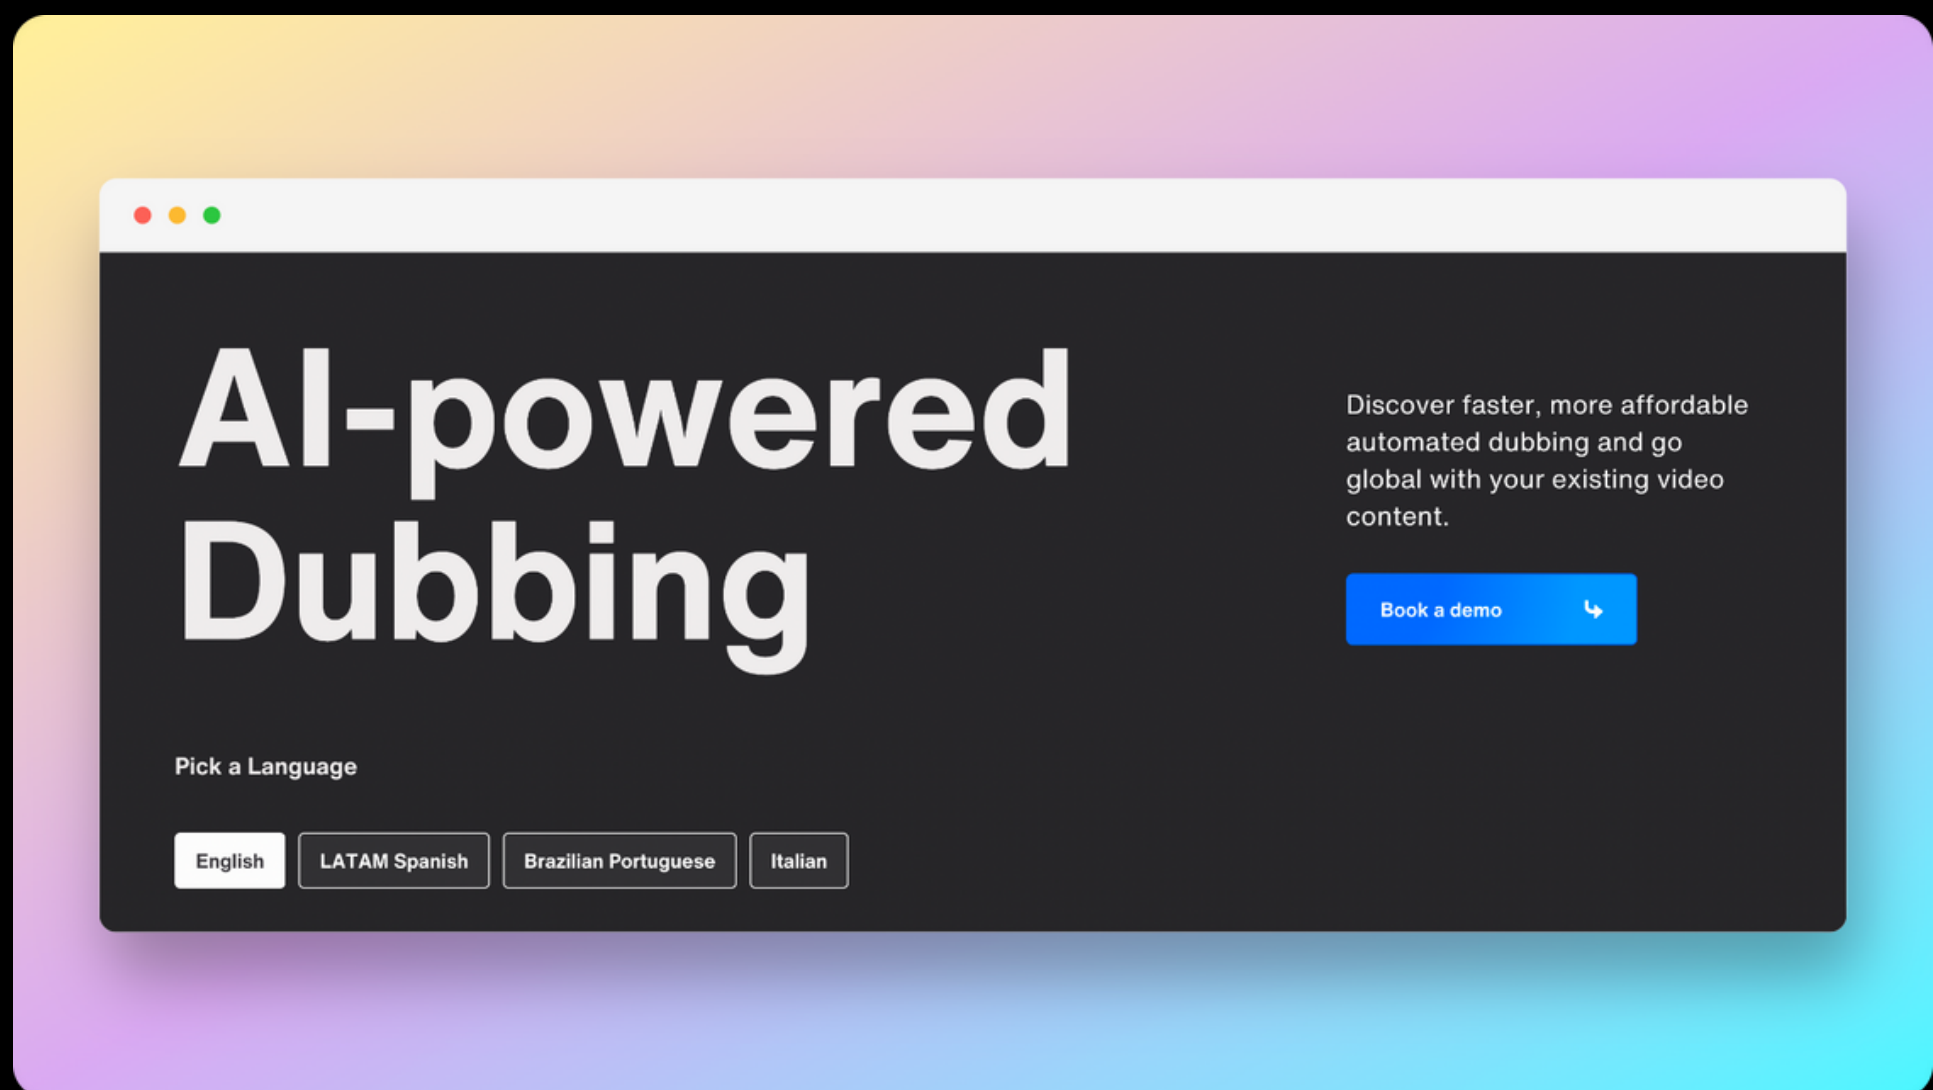 AI-powered
Dubbing
Discover faster, more affordable
automated dubbing and go
global with your existing video
content.
Book a demo
Pick a Language
English
LATAM Spanish
Brazilian Portuguese
Italian